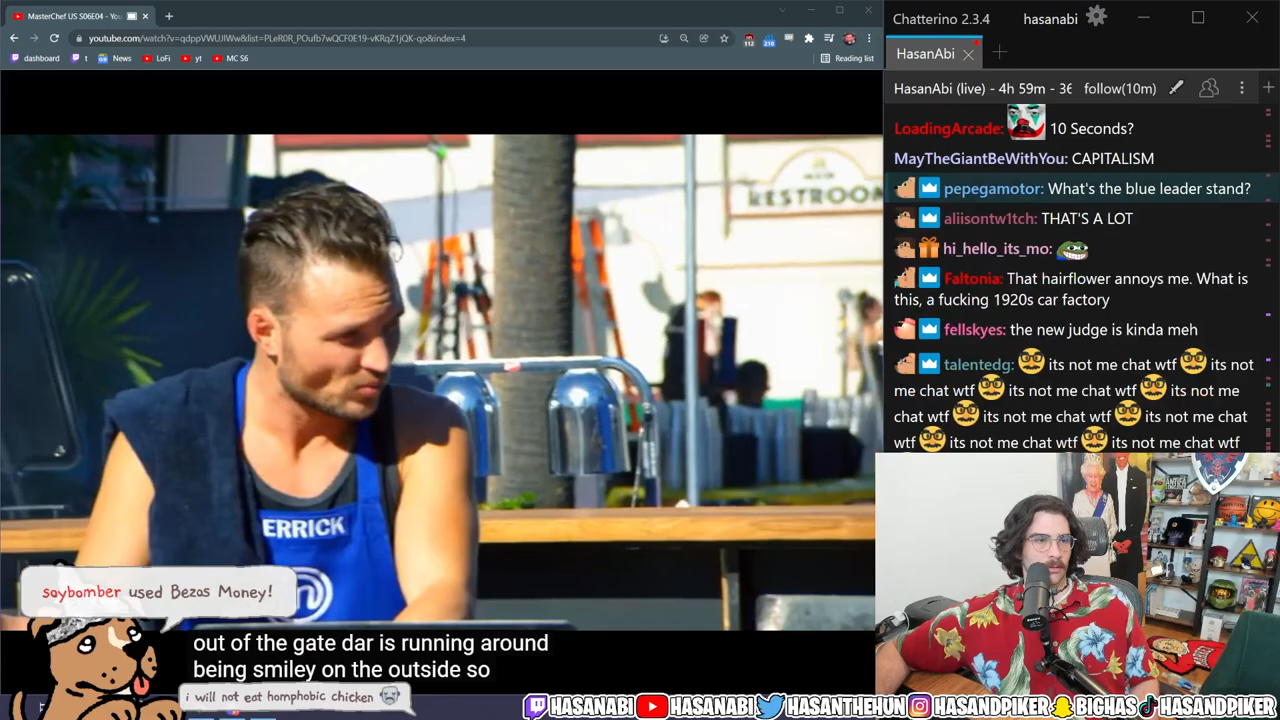 MasterChef US S06E04 - You
youtube.com/watch?v=qdppVWUJIWw&list=PLeR0R_POufb7wQCF0E19-vKRqZ1jQK-qo&index=4
112
210
dashboard
t
News
LoFi
yt
MC S6
Reading list
MAIN
RESTROOM
ERRICK
soybomber used Bezos Money!
out of the gate dar is running around
being smiley on the outside so
i will not eat homphobic chicken
Chatterino 2.3.4
hasanabi
HasanAbi
HasanAbi (live) - 4h 59m - 36
follow(10m)
LoadingArcade: 10 Seconds?
MayTheGiantBeWithYou: CAPITALISM
pepegamotor: What's the blue leader stand?
aliisontw1tch: THAT'S A LOT
hi_hello_its_mo:
Faltonia: That hairflower annoys me. What is
this, a fucking 1920s car factory
fellskyes: the new judge is kinda meh
talentedg: its not me chat wtf its not
me chat wtf its not me chat wtf its not me
chat wtf its not me chat wtf its not me chat
wtf its not me chat wtf its not me chat wtf
HASANABI HASANABI HASANTHEHUN HASANDPIKER BIGHAS HASANDPIKER